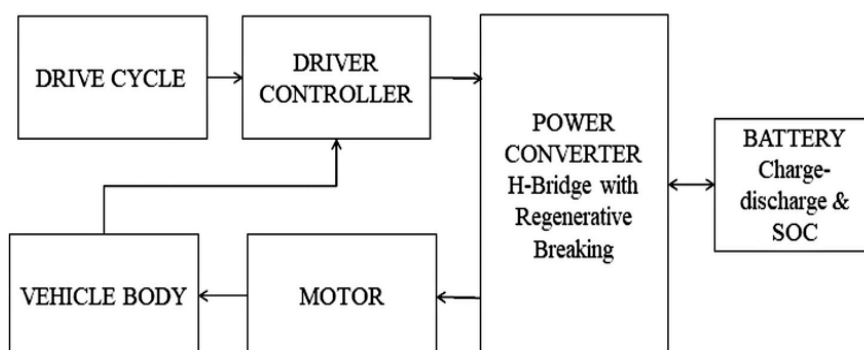 DRIVE CYCLE
DRIVER
CONTROLLER
POWER
CONVERTER
H-Bridge with
Regenerative
Breaking
BATTERY
Charge-
discharge &
SOC
VEHICLE BODY
MOTOR